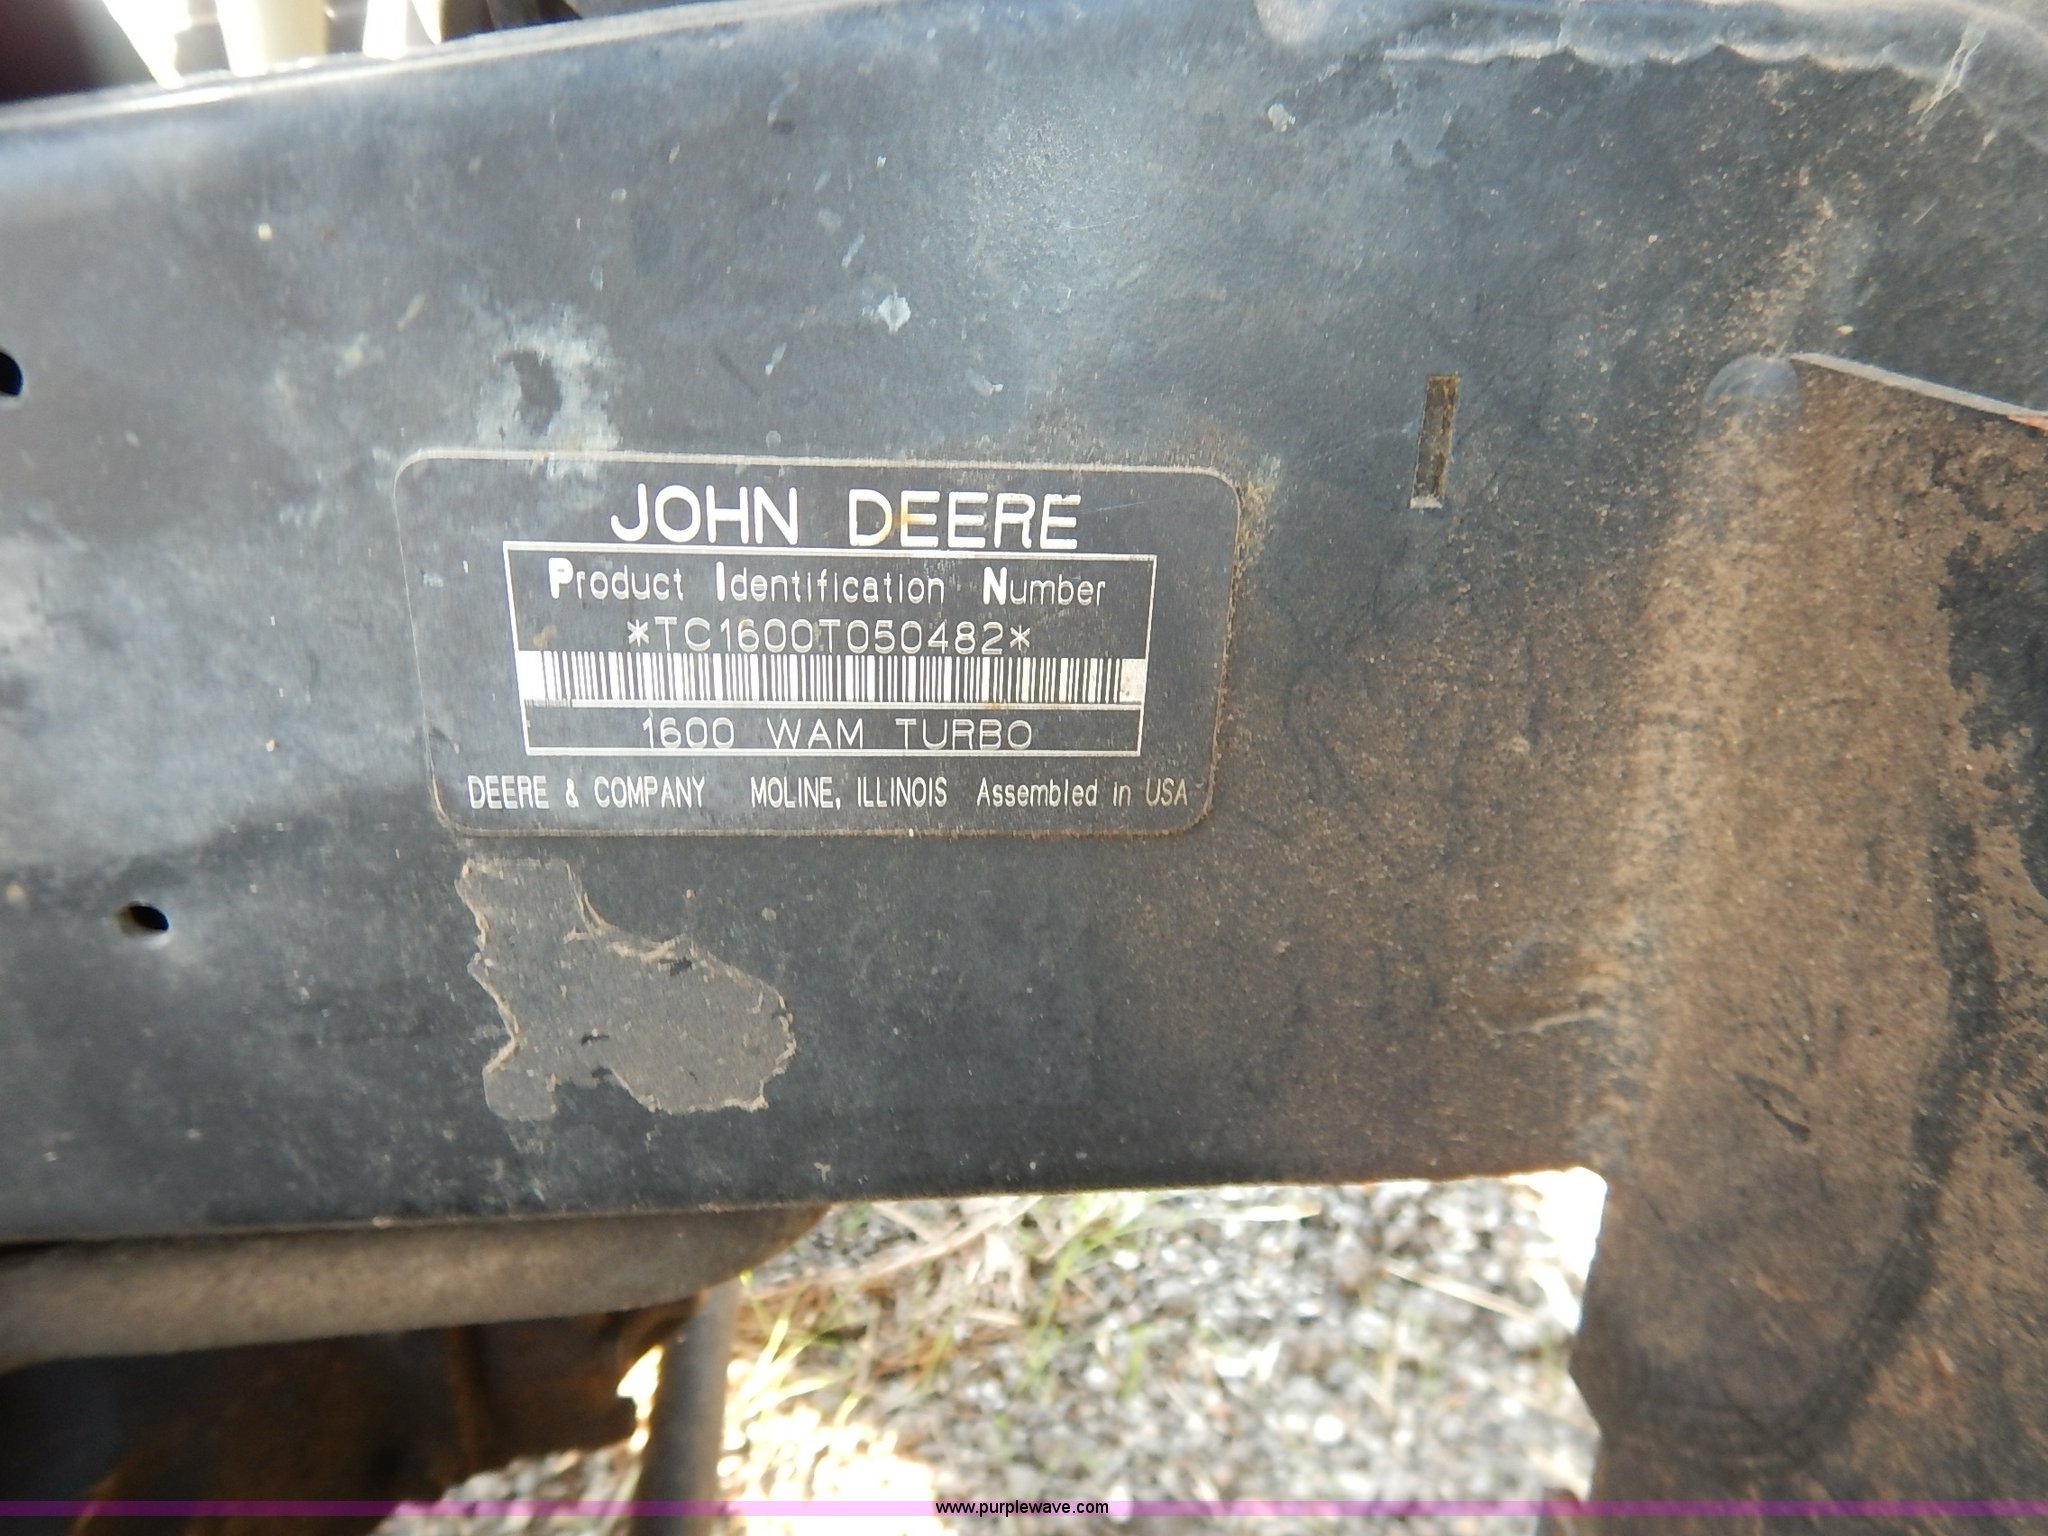 JOHN DEERE
Product Identification Number
*TC1600T050482*
1600 WAM TURBO
DEERE & COMPANY MOLINE, ILLINOIS Assembled in USA
www.purplewave.com